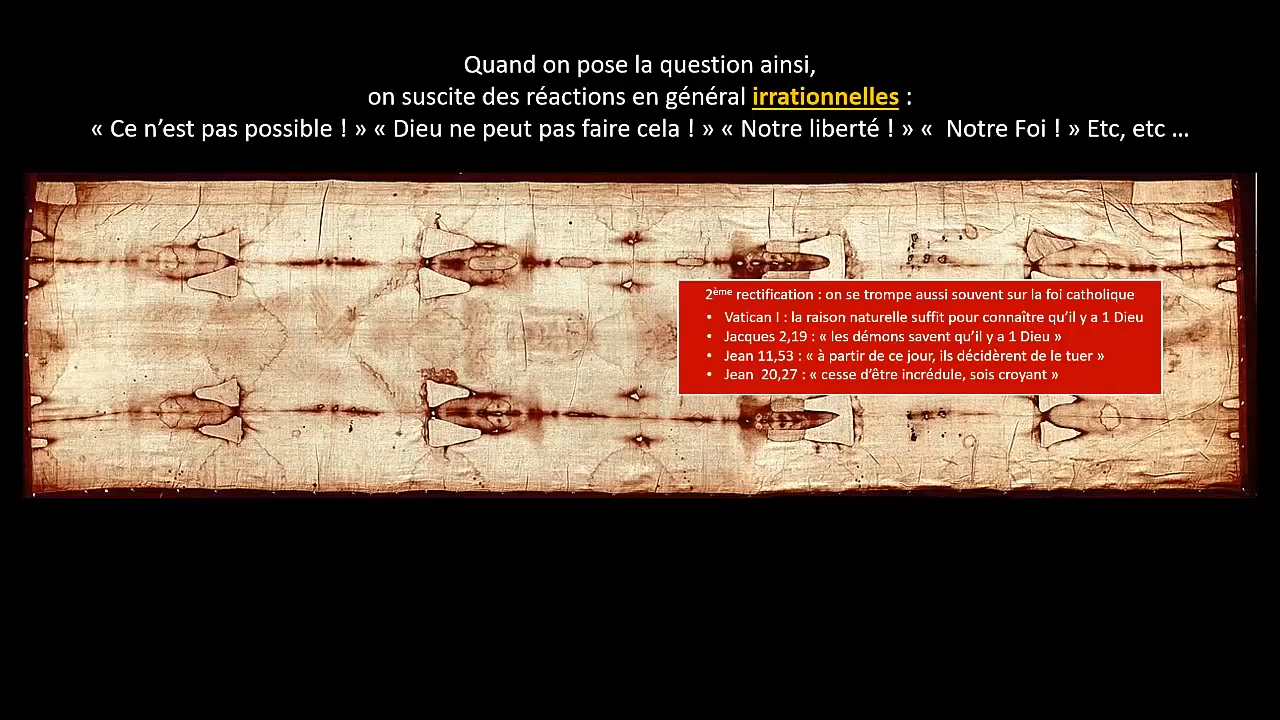 Quand on pose la question ainsi,
on suscite des réactions en général irrationnelles :
« Ce n’est pas possible ! » « Dieu ne peut pas faire cela ! » « Notre liberté ! » «  Notre Foi ! » Etc, etc ...
2ème rectification : on se trompe aussi souvent sur la foi catholique
• Vatican I : la raison naturelle suffit pour connaître qu’il y a 1 Dieu
• Jacques 2,19 : « les démons savent qu’il y a 1 Dieu »
• Jean 11,53 : « à partir de ce jour, ils décidèrent de le tuer »
• Jean  20,27 : « cesse d’être incrédule, sois croyant »